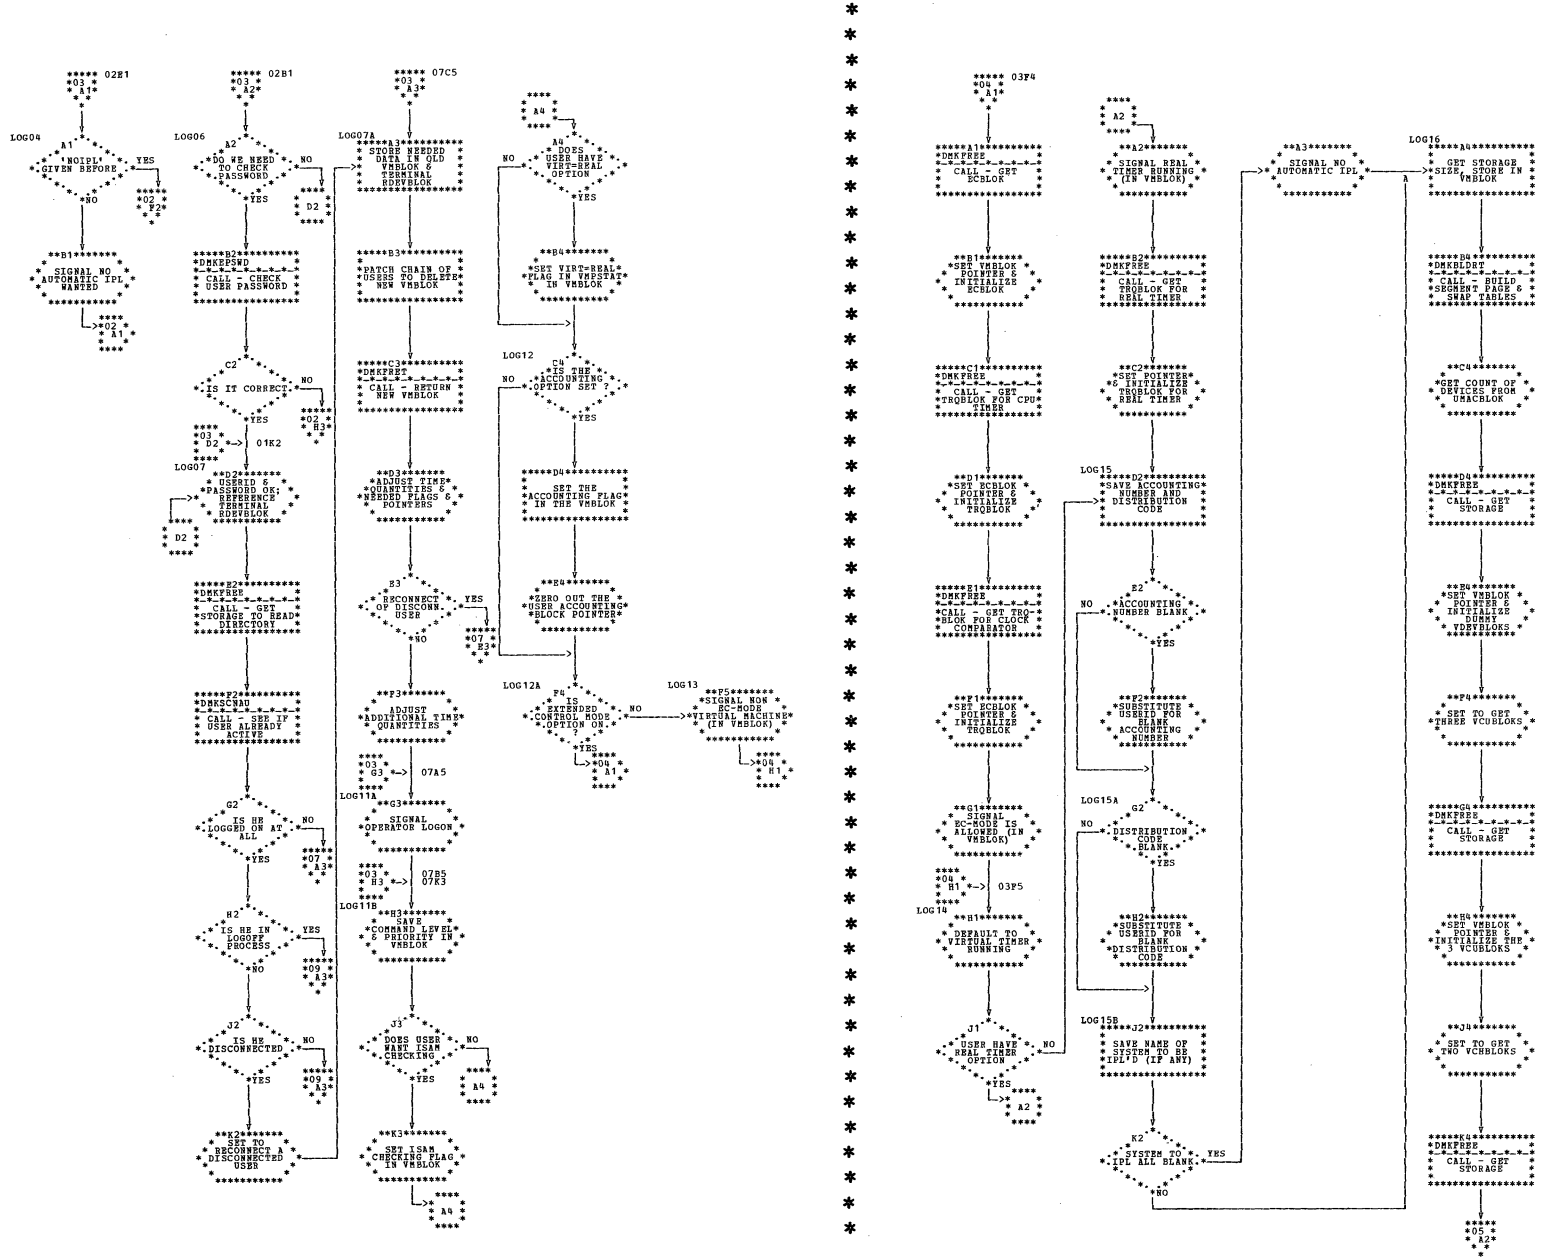 02E1
03
A1
LOG04
A1
'NOIPL'
GIVEN BEFORE
YES
02
F2
NO
B1
SIGNAL NO
AUTOMATIC IPL
WANTED
02
A1
02B1
03
A2
LOG06
A2
DO WE NEED
TO CHECK
PASSWORD
NO
D2
YES
B2
DMKEPSWD
CALL - CHECK
USER PASSWORD
C2
IS IT CORRECT
NO
02
H3
YES
03
D2
01K2
LOG07
D2
USERID &
PASSWORD OK;
REFERENCE
TERMINAL
RDEVBLOK
D2
E2
DMKFREE
CALL - GET
STORAGE TO READ
DIRECTORY
F2
DMKSCNAU
CALL - SEE IF
USER ALREADY
ACTIVE
G2
IS HE
LOGGED ON AT
ALL
NO
07
A3
YES
H2
IS HE IN
LOGOFF
PROCESS
YES
09
A3
NO
J2
IS HE
DISCONNECTED
NO
09
A3
YES
K2
SET TO
RECONNECT A
DISCONNECTED
USER
07C5
03
A3
LOG07A
A3
STORE NEEDED
DATA IN OLD
VMBLOK &
TERMINAL
RDEVBLOK
B3
PATCH CHAIN OF
USERS TO DELETE
NEW VMBLOK
C3
DMKFRET
CALL - RETURN
NEW VMBLOK
D3
ADJUST TIME
QUANTITIES &
NEEDED FLAGS &
POINTERS
E3
RECONNECT
OF DISCONN.
USER
YES
07
E3
NO
F3
ADJUST
ADDITIONAL TIME
QUANTITIES
03
G3
07A5
LOG11A
G3
SIGNAL
OPERATOR LOGON
03
H3
07B5
07K3
LOG11B
H3
SAVE
COMMAND LEVEL
& PRIORITY IN
VMBLOK
J3
DOES USER
WANT ISAM
CHECKING
NO
A4
YES
K3
SET ISAM
CHECKING FLAG
IN VMBLOK
A4
A4
A4
DOES
USER HAVE
VIRT=REAL
OPTION
NO
YES
B4
SET VIRT=REAL
FLAG IN VMPSTAT
IN VMBLOK
LOG12
C4
IS THE
ACCOUNTING
OPTION SET ?
NO
YES
D4
SET THE
ACCOUNTING FLAG
IN THE VMBLOK
E4
ZERO OUT THE
USER ACCOUNTING
BLOCK POINTER
LOG12A
F4
IS
EXTENDED
CONTROL MODE
OPTION ON.
?
NO
YES
04
A1
LOG13
F5
SIGNAL NON
EC-MODE
VIRTUAL MACHINE
(IN VMBLOK)
04
H1
03F4
04
A1
A1
DMKFREE
CALL - GET
ECBLOK
B1
SET VMBLOK
POINTER &
INITIALIZE
ECBLOK
C1
DMKFREE
CALL - GET
TRQBLOK FOR CPU
TIMER
D1
SET ECBLOK
POINTER &
INITIALIZE
TRQBLOK
E1
DMKFREE
CALL - GET TRQ-
BLOK FOR CLOCK
COMPARATOR
F1
SET ECBLOK
POINTER &
INITIALIZE
TRQBLOK
G1
SIGNAL
EC-MODE IS
ALLOWED (IN
VMBLOK)
04
H1
03F5
LOG14
H1
DEFAULT TO
VIRTUAL TIMER
RUNNING
J1
USER HAVE
REAL TIMER
OPTION
NO
YES
A2
A2
A2
SIGNAL REAL
TIMER RUNNING
(IN VMBLOK)
B2
DMKFREE
CALL - GET
TRQBLOK FOR
REAL TIMER
C2
SET POINTER
& INITIALIZE
TRQBLOK FOR
REAL TIMER
LOG15
D2
SAVE ACCOUNTING
NUMBER AND
DISTRIBUTION
CODE
E2
ACCOUNTING
NUMBER BLANK
NO
YES
F2
SUBSTITUTE
USERID FOR
BLANK
ACCOUNTING
NUMBER
LOG15A
G2
DISTRIBUTION
CODE
BLANK
NO
YES
H2
SUBSTITUTE
USERID FOR
BLANK
DISTRIBUTION
CODE
LOG15B
J2
SAVE NAME OF
SYSTEM TO BE
IPL'D (IF ANY)
K2
SYSTEM TO
IPL ALL BLANK
YES
NO
A3
SIGNAL NO
AUTOMATIC IPL
LOG16
A4
GET STORAGE
SIZE, STORE IN
VMBLOK
B4
DMKBLDRT
CALL - BUILD
SEGMENT PAGE &
SWAP TABLES
C4
GET COUNT OF
DEVICES FROM
UMACBLOK
D4
DMKFREE
CALL - GET
STORAGE
E4
SET VMBLOK
POINTER &
INITIALIZE
DUMMY
VDEVBLOKS
F4
SET TO GET
THREE VCUBLOKS
G4
DMKFREE
CALL - GET
STORAGE
H4
SET VMBLOK
POINTER &
INITIALIZE THE
3 VCUBLOKS
J4
SET TO GET
TWO VCHBLOKS
K4
DMKFREE
CALL - GET
STORAGE
05
A2